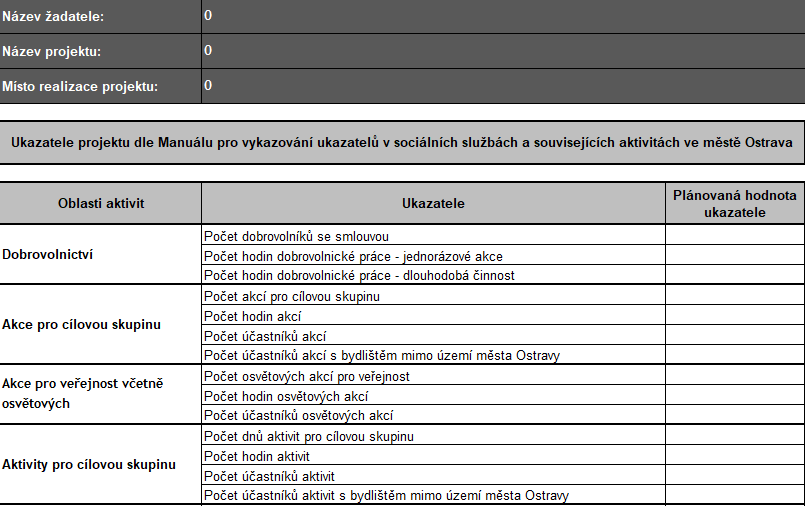 Název žadatele: 0
Název projektu: 0
Místo realizace projektu: 0
Ukazatele projektu dle Manuálu pro vykazování ukazatelů v sociálních službách a souvisejících aktivitách ve městě Ostrava
Oblasti aktivit Ukazatele Plánovaná hodnota
ukazatele
Dobrovolnictví
Počet dobrovolníků se smlouvou
Počet hodin dobrovolnické práce - jednorázové akce
Počet hodin dobrovolnické práce - dlouhodobá činnost
Akce pro cílovou skupinu
Počet akcí pro cílovou skupinu
Počet hodin akcí
Počet účastníků akcí
Počet účastníků akcí s bydlištěm mimo území města Ostravy
Akce pro veřejnost včetně
osvětových
Počet osvětových akcí pro veřejnost
Počet hodin osvětových akcí
Počet účastníků osvětových akcí
Aktivity pro cílovou skupinu
Počet dnů aktivit pro cílovou skupinu
Počet hodin aktivit
Počet účastníků aktivit
Počet účastníků aktivit s bydlištěm mimo území města Ostravy